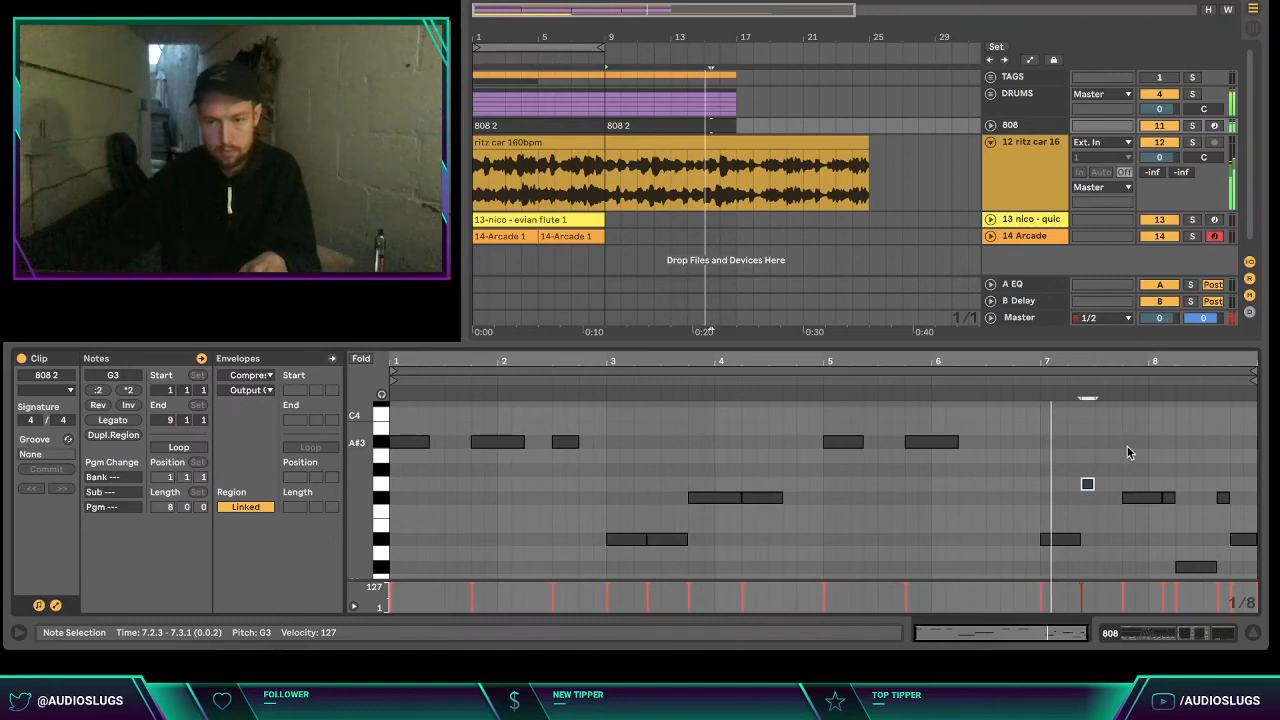 H W
1 5 9 13 17 21 25 29
Set
TAGS 1 S
DRUMS Master 4 S
0 C
808 2 808 2 808 11 S
ritz car 160bpm 12 ritz car 16 Ext. In 12 S
1 0 C
In Auto Off -inf -inf
Master
13-nico - evian flute 1 13 nico - quic 13 S
14-Arcade 1 14-Arcade 1 14 Arcade 14 S
Drop Files and Devices Here
A EQ A S Post
B Delay B S Post
1/1 Master 1/2 0 0
0:00 0:10 0:20 0:30 0:40
Clip Notes Envelopes Fold 1 2 3 4 5 6 7 8
808 2 G3 Start Set Compre: Start
:2 *2 1 1 1 Output (
Signature Rev Inv End Set End
4 / 4 Legato 9 1 1 C4
Groove Dupl.Region Loop Loop A#3
None Pgm Change Position Set Position
Commit Bank --- 1 1 1
<< >> Sub --- Length Set Region Length
Pgm --- 8 0 0 Linked
127
1 1/8
Note Selection Time: 7.2.3 - 7.3.1 (0.0.2) Pitch: G3 Velocity: 127 808
@AUDIOSLUGS FOLLOWER NEW TIPPER TOP TIPPER /AUDIOSLUGS